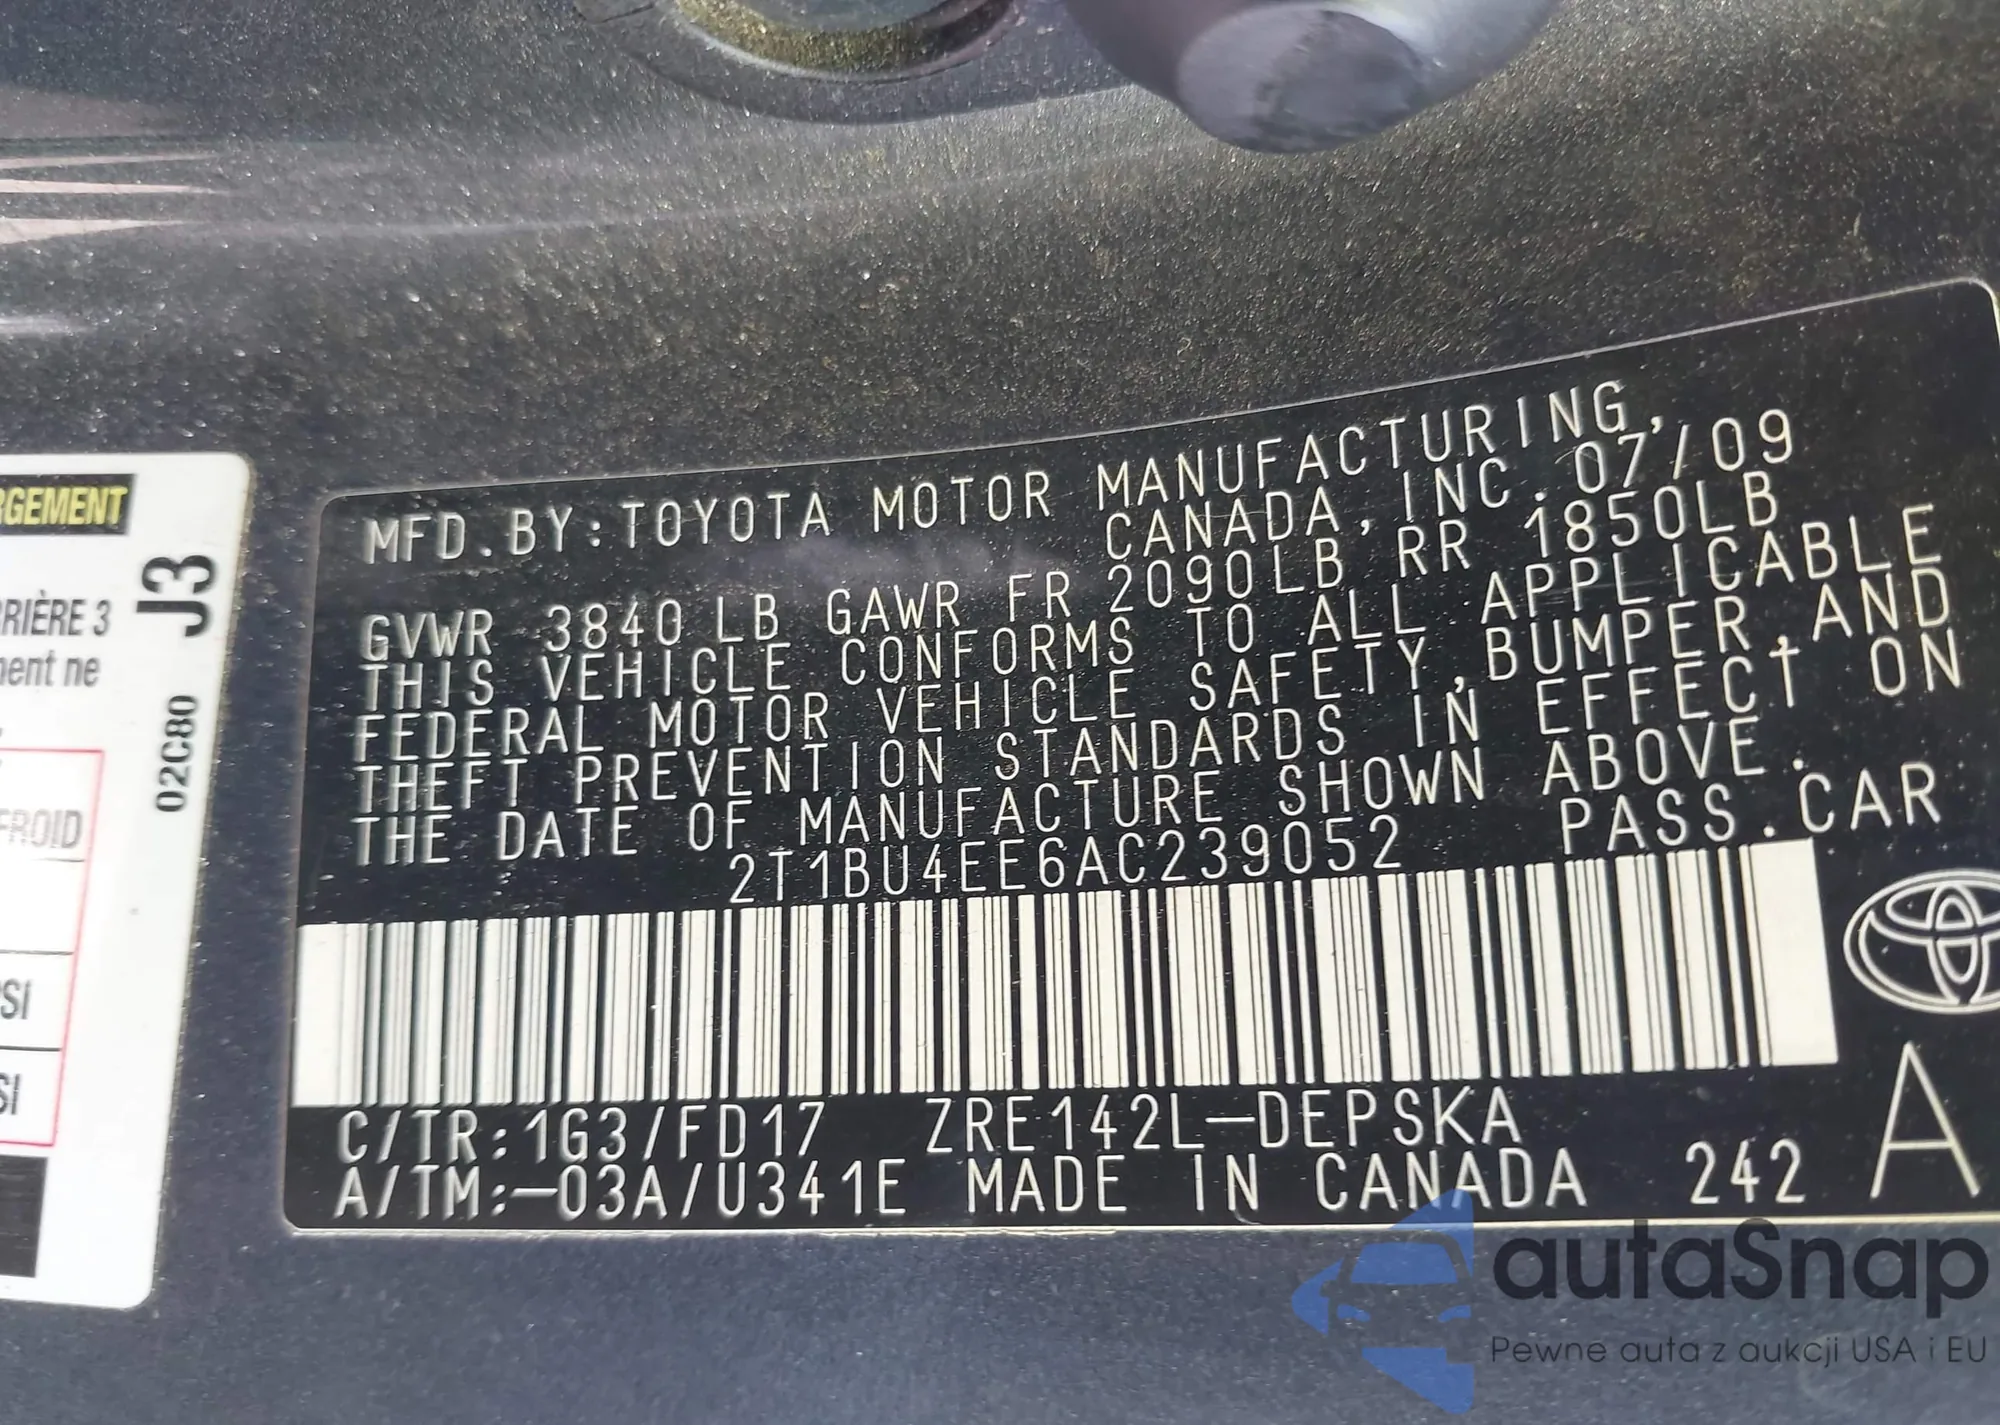 RGEMENT
J3
RRIÈRE 3
ment ne
02C80
FROID
PSI
SI
MFD. BY: TOYOTA MOTOR MANUFACTURING,
CANADA, INC. 07/09
GVWR 3840 LB GAWR FR 2090LB RR 1850LB
THIS VEHICLE CONFORMS TO ALL APPLICABLE
FEDERAL MOTOR VEHICLE SAFETY, BUMPER, AND
THEFT PREVENTION STANDARDS IN EFFECT ON
THE DATE OF MANUFACTURE SHOWN ABOVE.
2T1BU4EE6AC239052 PASS. CAR
C/TR: 1G3/FD17 ZRE142L-DEPSKA
A/TM:-03A/U341E MADE IN CANADA 242 A
autaSnap
Pewne auta z aukcji USA i EU